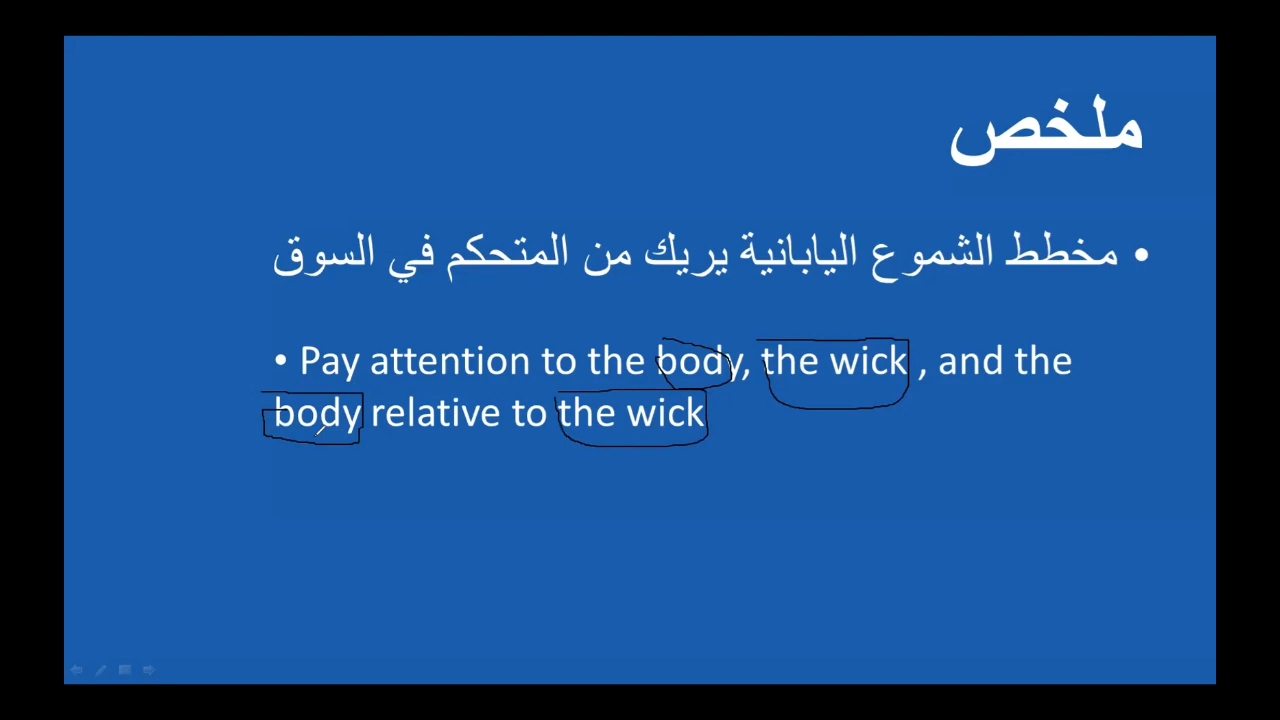 ملخص
• مخطط الشموع اليابانية يريك من المتحكم في السوق
• Pay attention to the body, the wick , and the
body relative to the wick